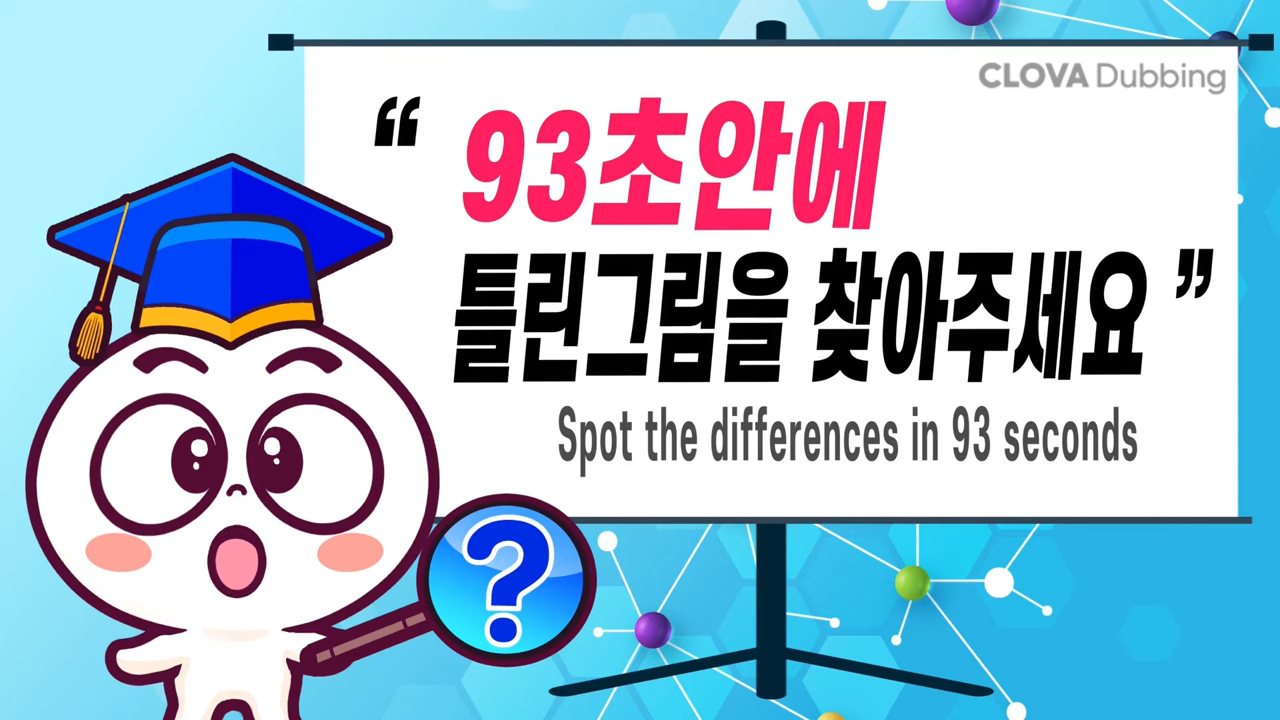 CLOVA Dubbing
“ 93초안에
틀린그림을 찾아주세요 ”
Spot the differences in 93 seconds
?